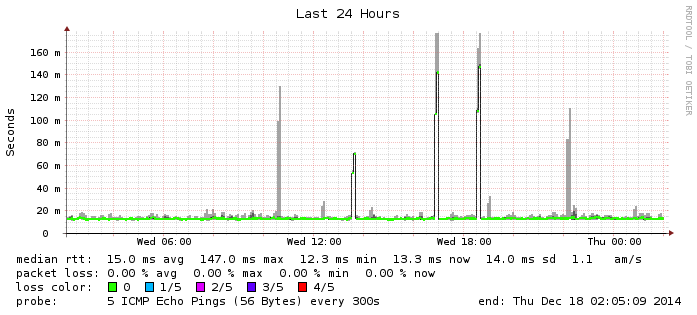 Last 24 Hours
RRDTOOL / TOBI OETIKER
Seconds
160 m
140 m
120 m
100 m
80 m
60 m
40 m
20 m
0
Wed 06:00 Wed 12:00 Wed 18:00 Thu 00:00
median rtt: 15.0 ms avg 147.0 ms max 12.3 ms min 13.3 ms now 14.0 ms sd 1.1 am/s
packet loss: 0.00 % avg 0.00 % max 0.00 % min 0.00 % now
loss color: 0 1/5 2/5 3/5 4/5
probe: 5 ICMP Echo Pings (56 Bytes) every 300s end: Thu Dec 18 02:05:09 2014